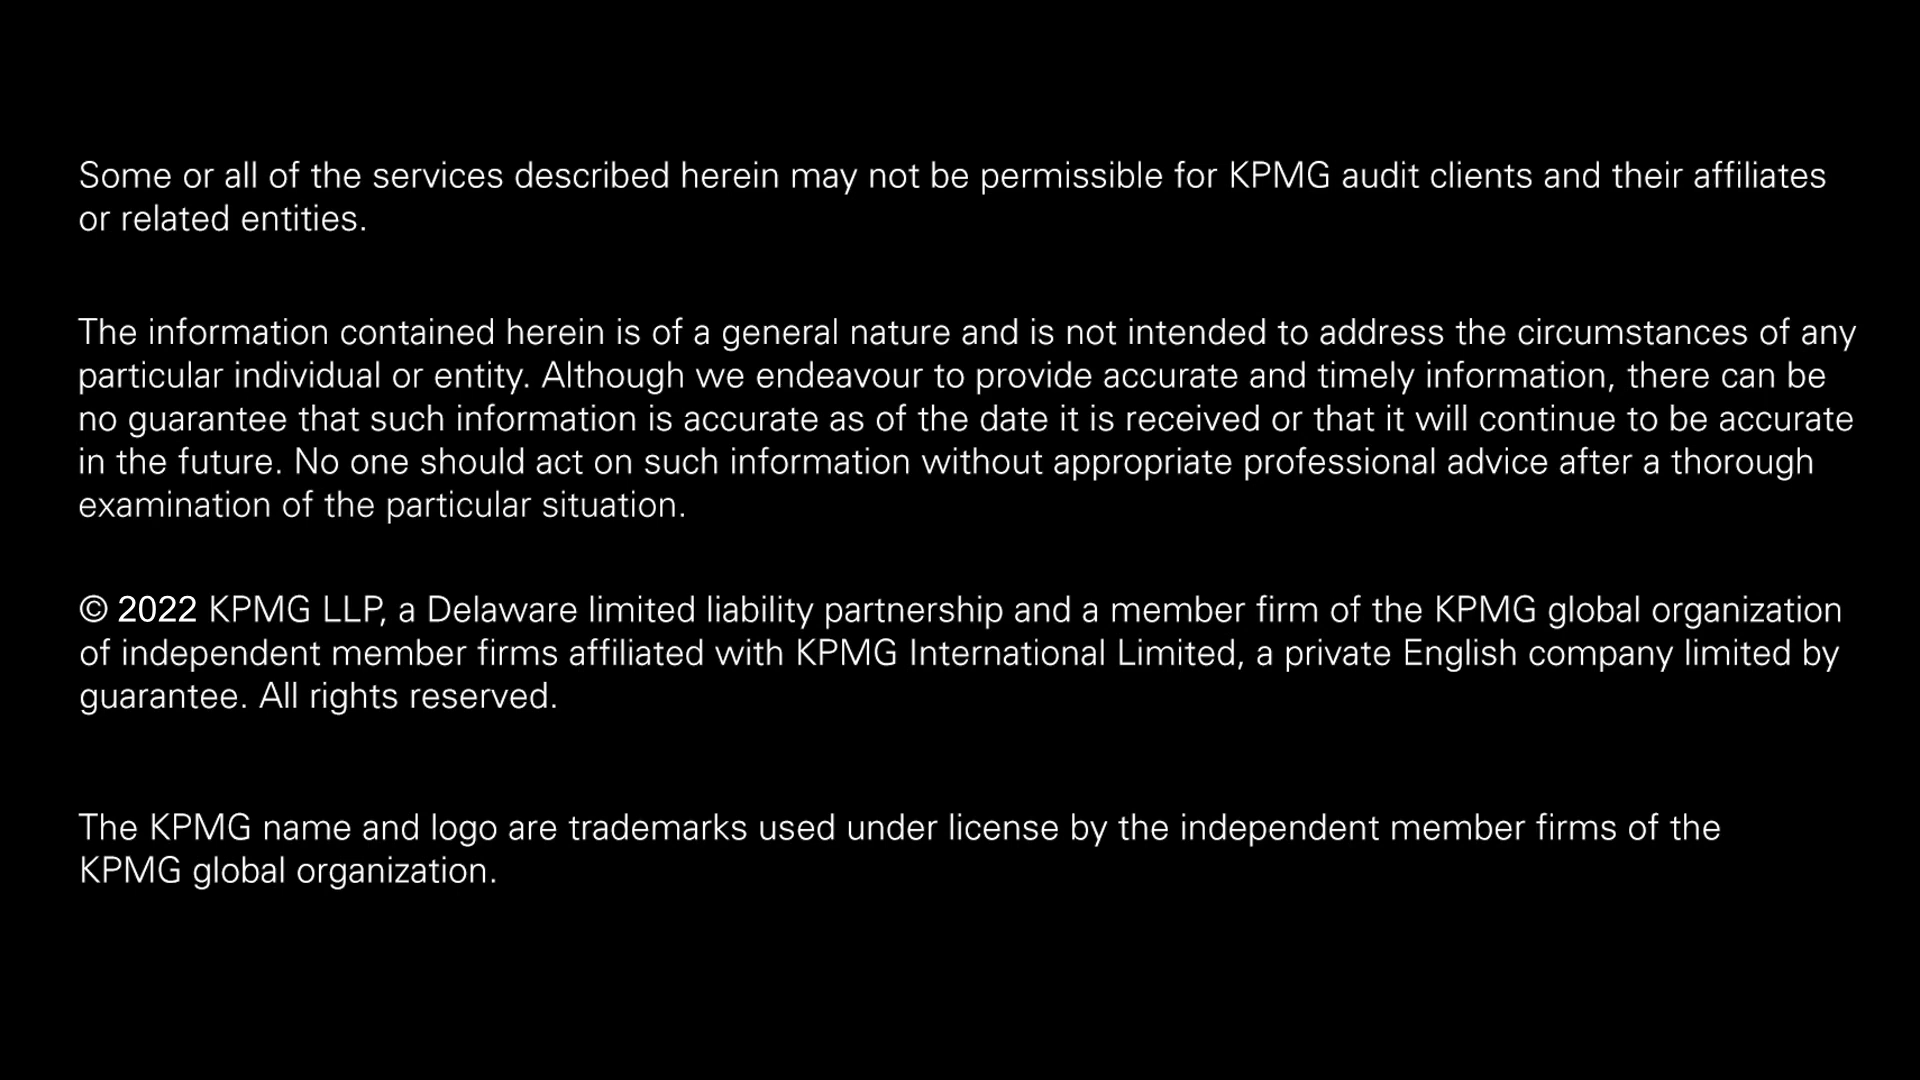 Some or all of the services described herein may not be permissible for KPMG audit clients and their affiliates
or related entities.
The information contained herein is of a general nature and is not intended to address the circumstances of any
particular individual or entity. Although we endeavour to provide accurate and timely information, there can be
no guarantee that such information is accurate as of the date it is received or that it will continue to be accurate
in the future. No one should act on such information without appropriate professional advice after a thorough
examination of the particular situation.
© 2022 KPMG LLP, a Delaware limited liability partnership and a member firm of the KPMG global organization
of independent member firms affiliated with KPMG International Limited, a private English company limited by
guarantee. All rights reserved.
The KPMG name and logo are trademarks used under license by the independent member firms of the
KPMG global organization.